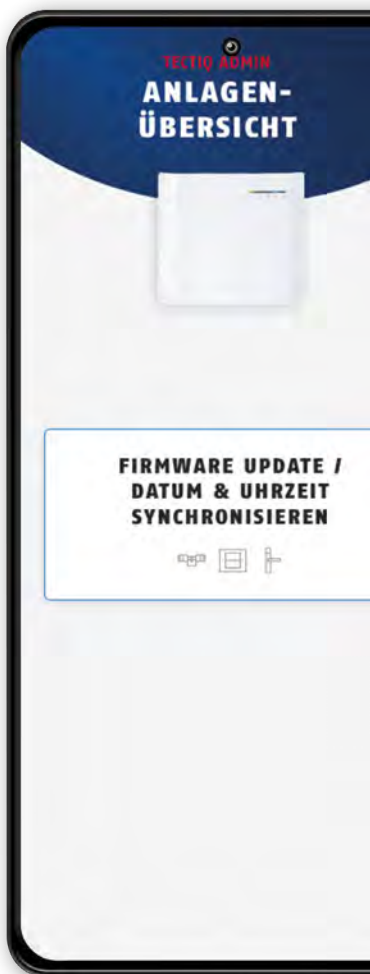 TECTIQ ADMIN
ANLAGEN-
ÜBERSICHT
FIRMWARE UPDATE /
DATUM & UHRZEIT
SYNCHRONISIEREN